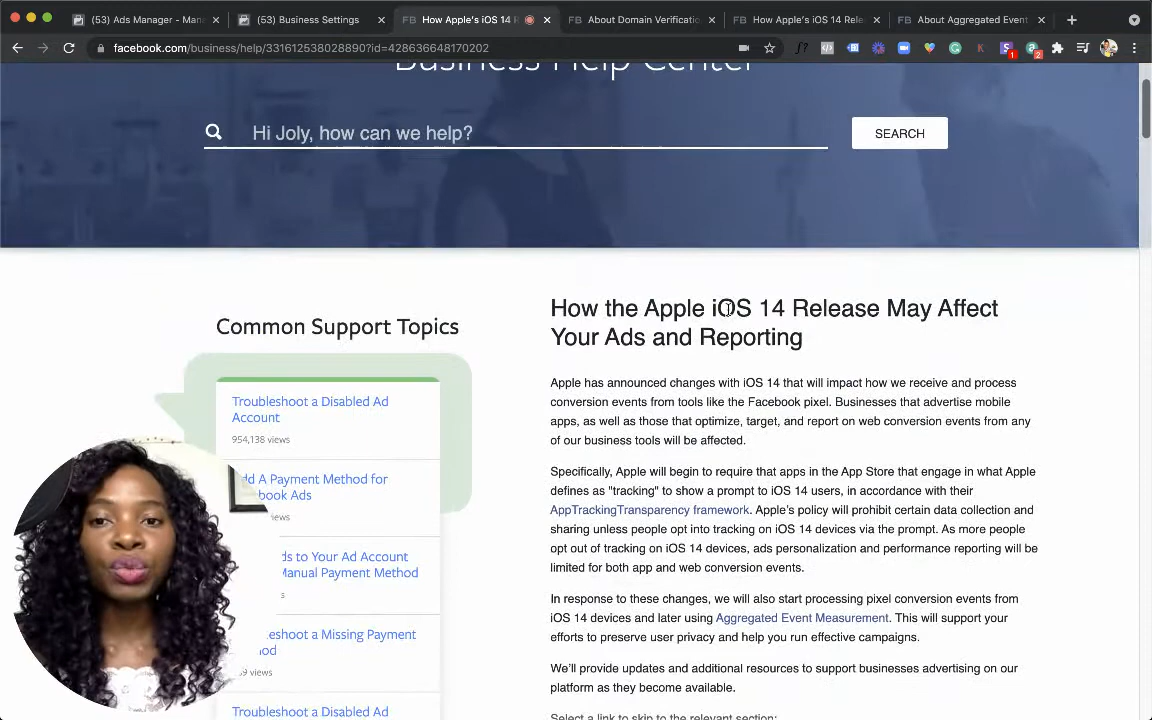 (53) Ads Manager - Man
(53) Business Settings
FB How Apple's iOS 14 R
FB About Domain Verificatio
FB How Apple's iOS 14 Rele
FB About Aggregated Event
facebook.com/business/help/331612538028890?id=428636648170202
Business Help Center
Hi Joly, how can we help?
SEARCH
Common Support Topics
Troubleshoot a Disabled Ad
Account
954,138 views
dd A Payment Method for
book Ads
iews
ds to Your Ad Account
Manual Payment Method
s
eshoot a Missing Payment
od
39 views
Troubleshoot a Disabled Ad
How the Apple iOS 14 Release May Affect
Your Ads and Reporting
Apple has announced changes with iOS 14 that will impact how we receive and process
conversion events from tools like the Facebook pixel. Businesses that advertise mobile
apps, as well as those that optimize, target, and report on web conversion events from any
of our business tools will be affected.
Specifically, Apple will begin to require that apps in the App Store that engage in what Apple
defines as "tracking" to show a prompt to iOS 14 users, in accordance with their
AppTrackingTransparency framework. Apple's policy will prohibit certain data collection and
sharing unless people opt into tracking on iOS 14 devices via the prompt. As more people
opt out of tracking on iOS 14 devices, ads personalization and performance reporting will be
limited for both app and web conversion events.
In response to these changes, we will also start processing pixel conversion events from
iOS 14 devices and later using Aggregated Event Measurement. This will support your
efforts to preserve user privacy and help you run effective campaigns.
We'll provide updates and additional resources to support businesses advertising on our
platform as they become available.
Select a link to skip to the relevant section: